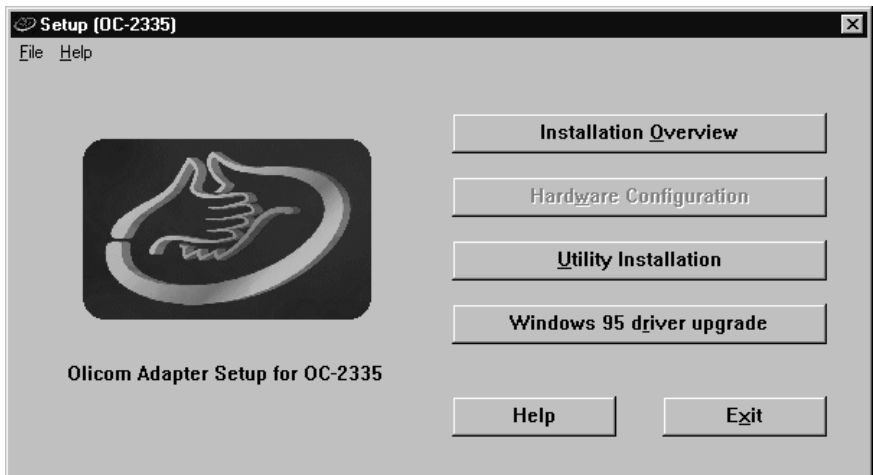 Setup (OC-2335)
File Help
Installation Overview
Hardware Configuration
Utility Installation
Windows 95 driver upgrade
Olicom Adapter Setup for OC-2335
Help
Exit